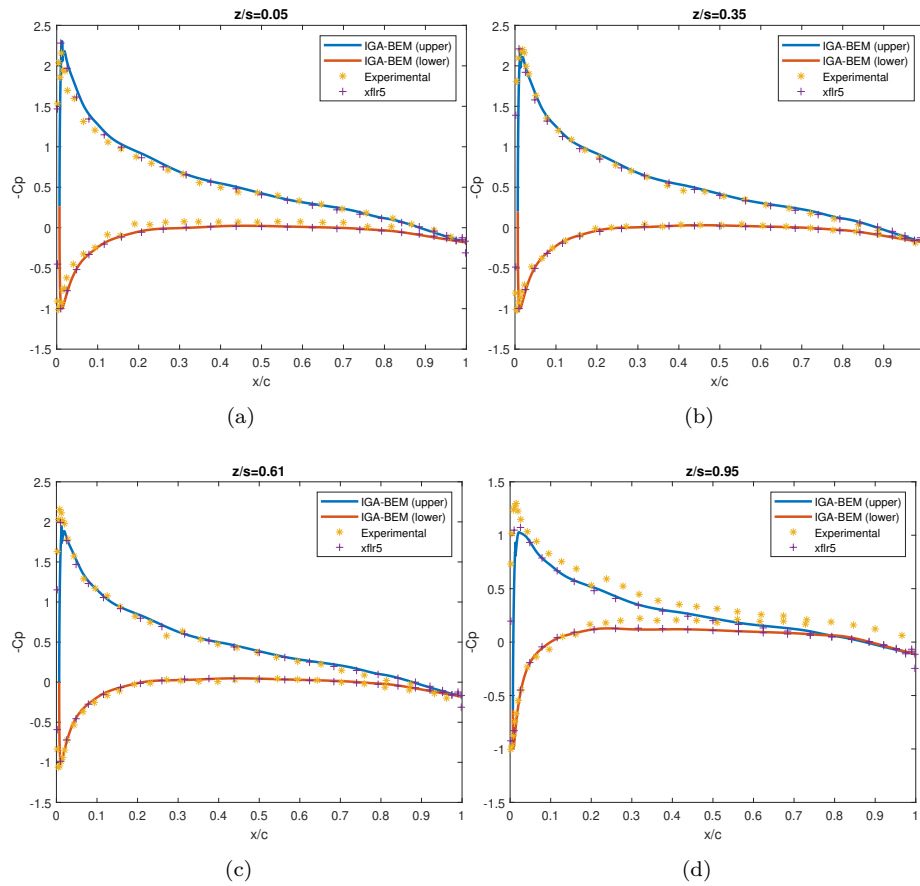 z/s=0.05
2.5
2
1.5
1
0.5
0
-0.5
-1
-1.5
-Cp
IGA-BEM (upper)
IGA-BEM (lower)
Experimental
xflr5
0 0.1 0.2 0.3 0.4 0.5 0.6 0.7 0.8 0.9 1
x/c
(a)
z/s=0.35
2.5
2
1.5
1
0.5
0
-0.5
-1
-1.5
-Cp
IGA-BEM (upper)
IGA-BEM (lower)
Experimental
xflr5
0 0.1 0.2 0.3 0.4 0.5 0.6 0.7 0.8 0.9
x/c
(b)
z/s=0.61
2.5
2
1.5
1
0.5
0
-0.5
-1
-1.5
-Cp
IGA-BEM (upper)
IGA-BEM (lower)
Experimental
xflr5
0 0.1 0.2 0.3 0.4 0.5 0.6 0.7 0.8 0.9 1
x/c
(c)
z/s=0.95
1.5
1
0.5
0
-0.5
-1
-1.5
-Cp
IGA-BEM (upper)
IGA-BEM (lower)
Experimental
xflr5
0 0.1 0.2 0.3 0.4 0.5 0.6 0.7 0.8 0.9 1
x/c
(d)